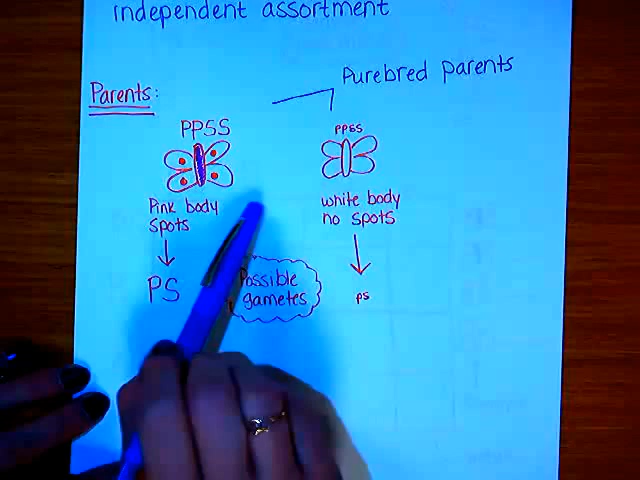 independent assortment
Purebred parents
Parents:
PPSS
ppss
Pink body
spots
white body
no spots
PS
Possible
gametes
ps